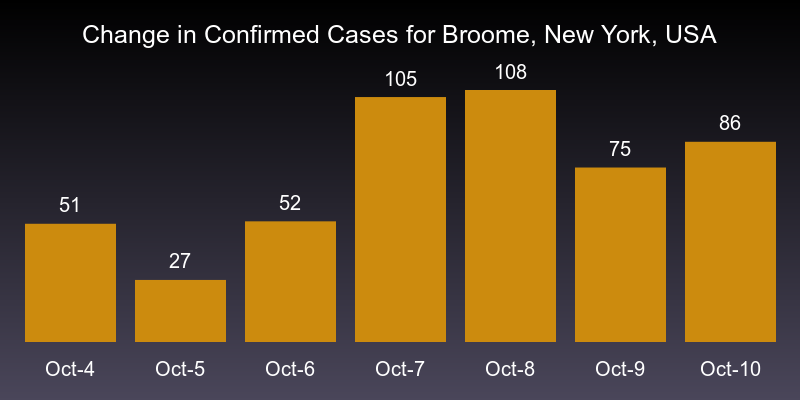 Change in Confirmed Cases for Broome, New York, USA
51
27
52
105
108
75
86
Oct-4
Oct-5
Oct-6
Oct-7
Oct-8
Oct-9
Oct-10